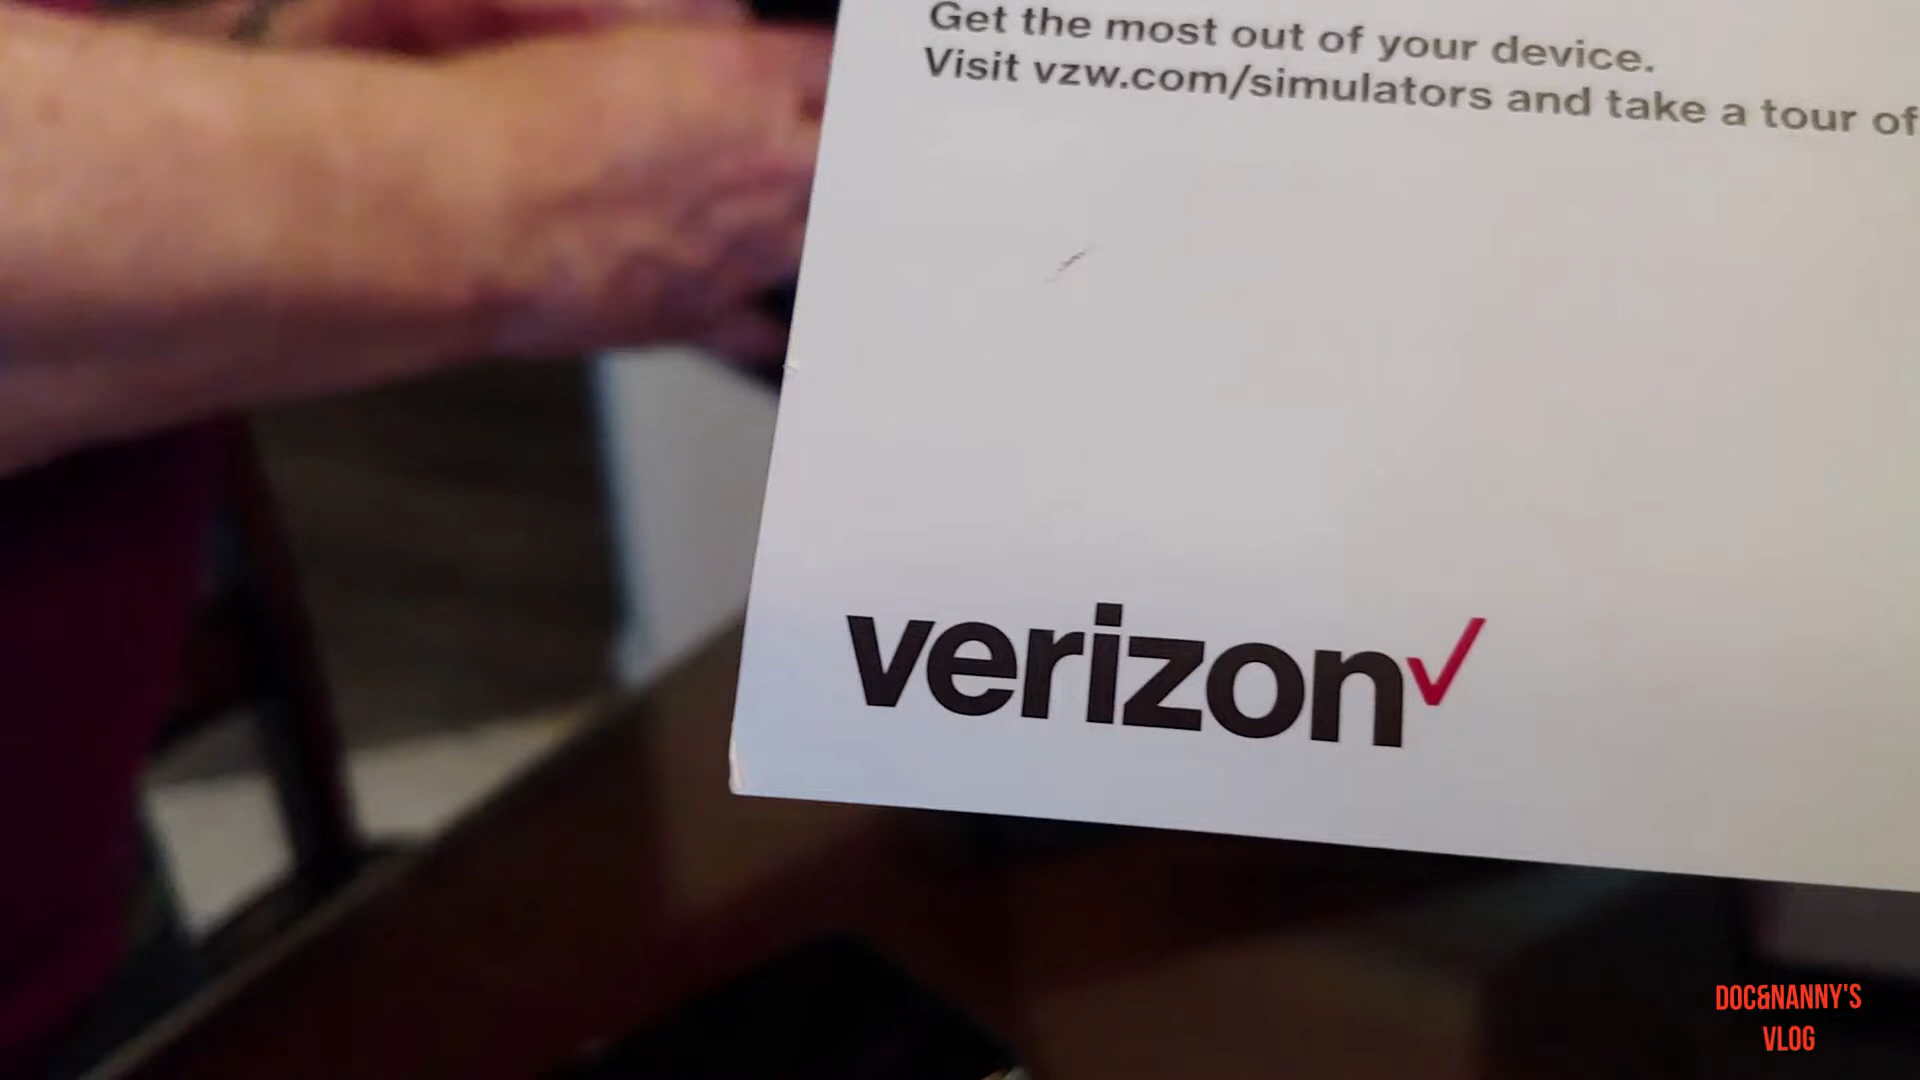 Get the most out of your device.
Visit vzw.com/simulators and take a tour of
verizon
DOC&NANNY'S
VLOG